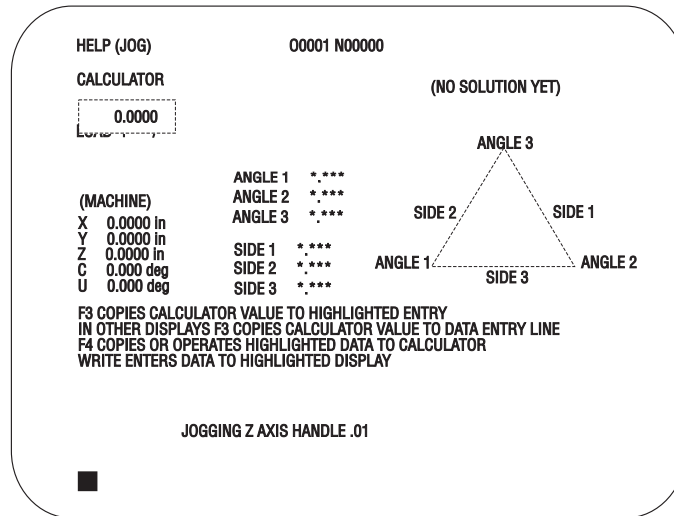 HELP (JOG) O0001 N00000
CALCULATOR
(NO SOLUTION YET)
0.0000
ANGLE 3
ANGLE 1 *.***
ANGLE 2 *.***
ANGLE 3 *.***
(MACHINE)
X 0.0000 in
Y 0.0000 in
Z 0.0000 in
C 0.000 deg
U 0.000 deg
SIDE 1 *.***
SIDE 2 *.***
SIDE 3 *.***
SIDE 2
SIDE 1
ANGLE 1
ANGLE 2
SIDE 3
F3 COPIES CALCULATOR VALUE TO HIGHLIGHTED ENTRY
IN OTHER DISPLAYS F3 COPIES CALCULATOR VALUE TO DATA ENTRY LINE
F4 COPIES OR OPERATES HIGHLIGHTED DATA TO CALCULATOR
WRITE ENTERS DATA TO HIGHLIGHTED DISPLAY
JOGGING Z AXIS HANDLE .01